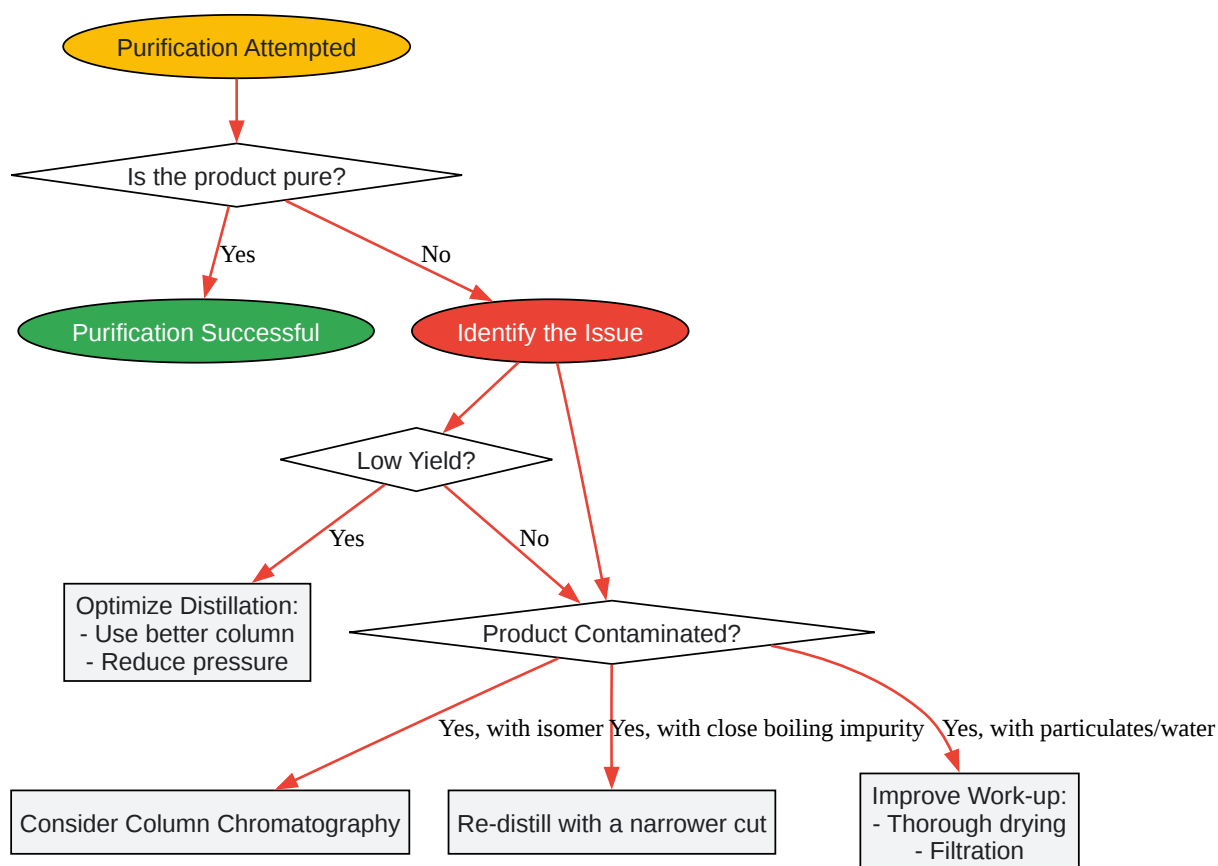 Purification Attempted
Is the product pure?
Yes
No
Purification Successful
Identify the Issue
Low Yield?
Yes
No
Optimize Distillation:
- Use better column
- Reduce pressure
Product Contaminated?
Yes, with isomer
Yes, with close boiling impurity
Yes, with particulates/water
Consider Column Chromatography
Re-distill with a narrower cut
Improve Work-up:
- Thorough drying
- Filtration